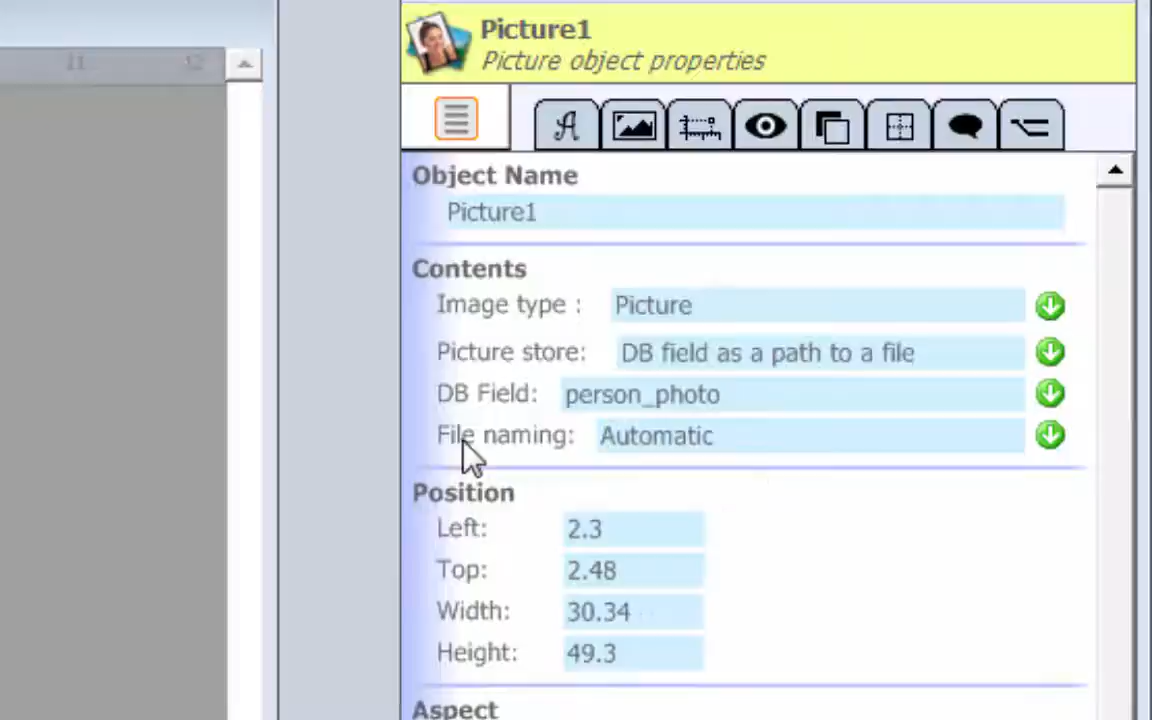 11 12
Picture1
Picture object properties
Object Name
Picture1
Contents
Image type : Picture
Picture store: DB field as a path to a file
DB Field: person_photo
File naming: Automatic
Position
Left: 2.3
Top: 2.48
Width: 30.34
Height: 49.3
Aspect